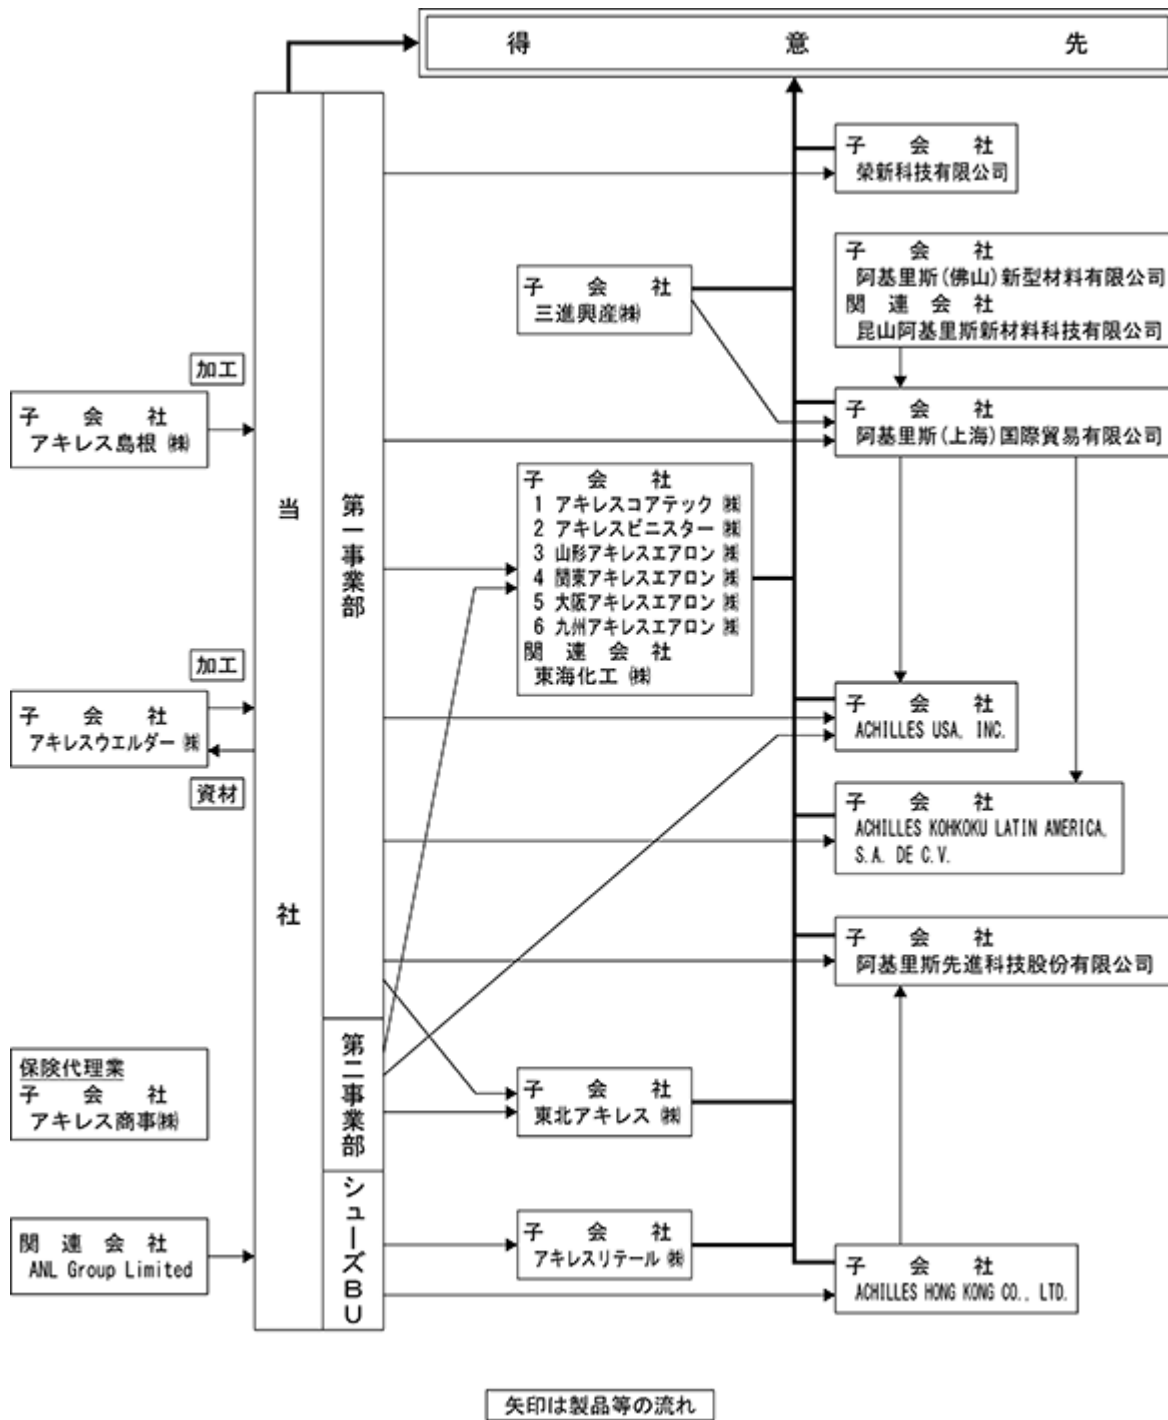 得意先
子会社
榮新科技有限公司
子会社
阿基里斯(佛山)新型材料有限公司
関連会社
昆山阿基里斯新材料科技有限公司
子会社
三進興産㈱
加工
子会社
アキレス島根 ㈱
子会社
阿基里斯(上海)国際貿易有限公司
当社
第一事業部
子会社
1 アキレスコアテック ㈱
2 アキレスビニスター ㈱
3 山形アキレスエアロン ㈱
4 関東アキレスエアロン ㈱
5 大阪アキレスエアロン ㈱
6 九州アキレスエアロン ㈱
関連会社
東海化工 ㈱
加工
子会社
アキレスウエルダー ㈱
資材
子会社
ACHILLES USA, INC.
子会社
ACHILLES KOHKOKU LATIN AMERICA,
S.A. DE C.V.
子会社
阿基里斯先進科技股份有限公司
第二事業部
保険代理業
子会社
アキレス商事㈱
子会社
東北アキレス ㈱
シューズBU
関連会社
ANL Group Limited
子会社
アキレスリテール ㈱
子会社
ACHILLES HONG KONG CO., LTD.
矢印は製品等の流れ